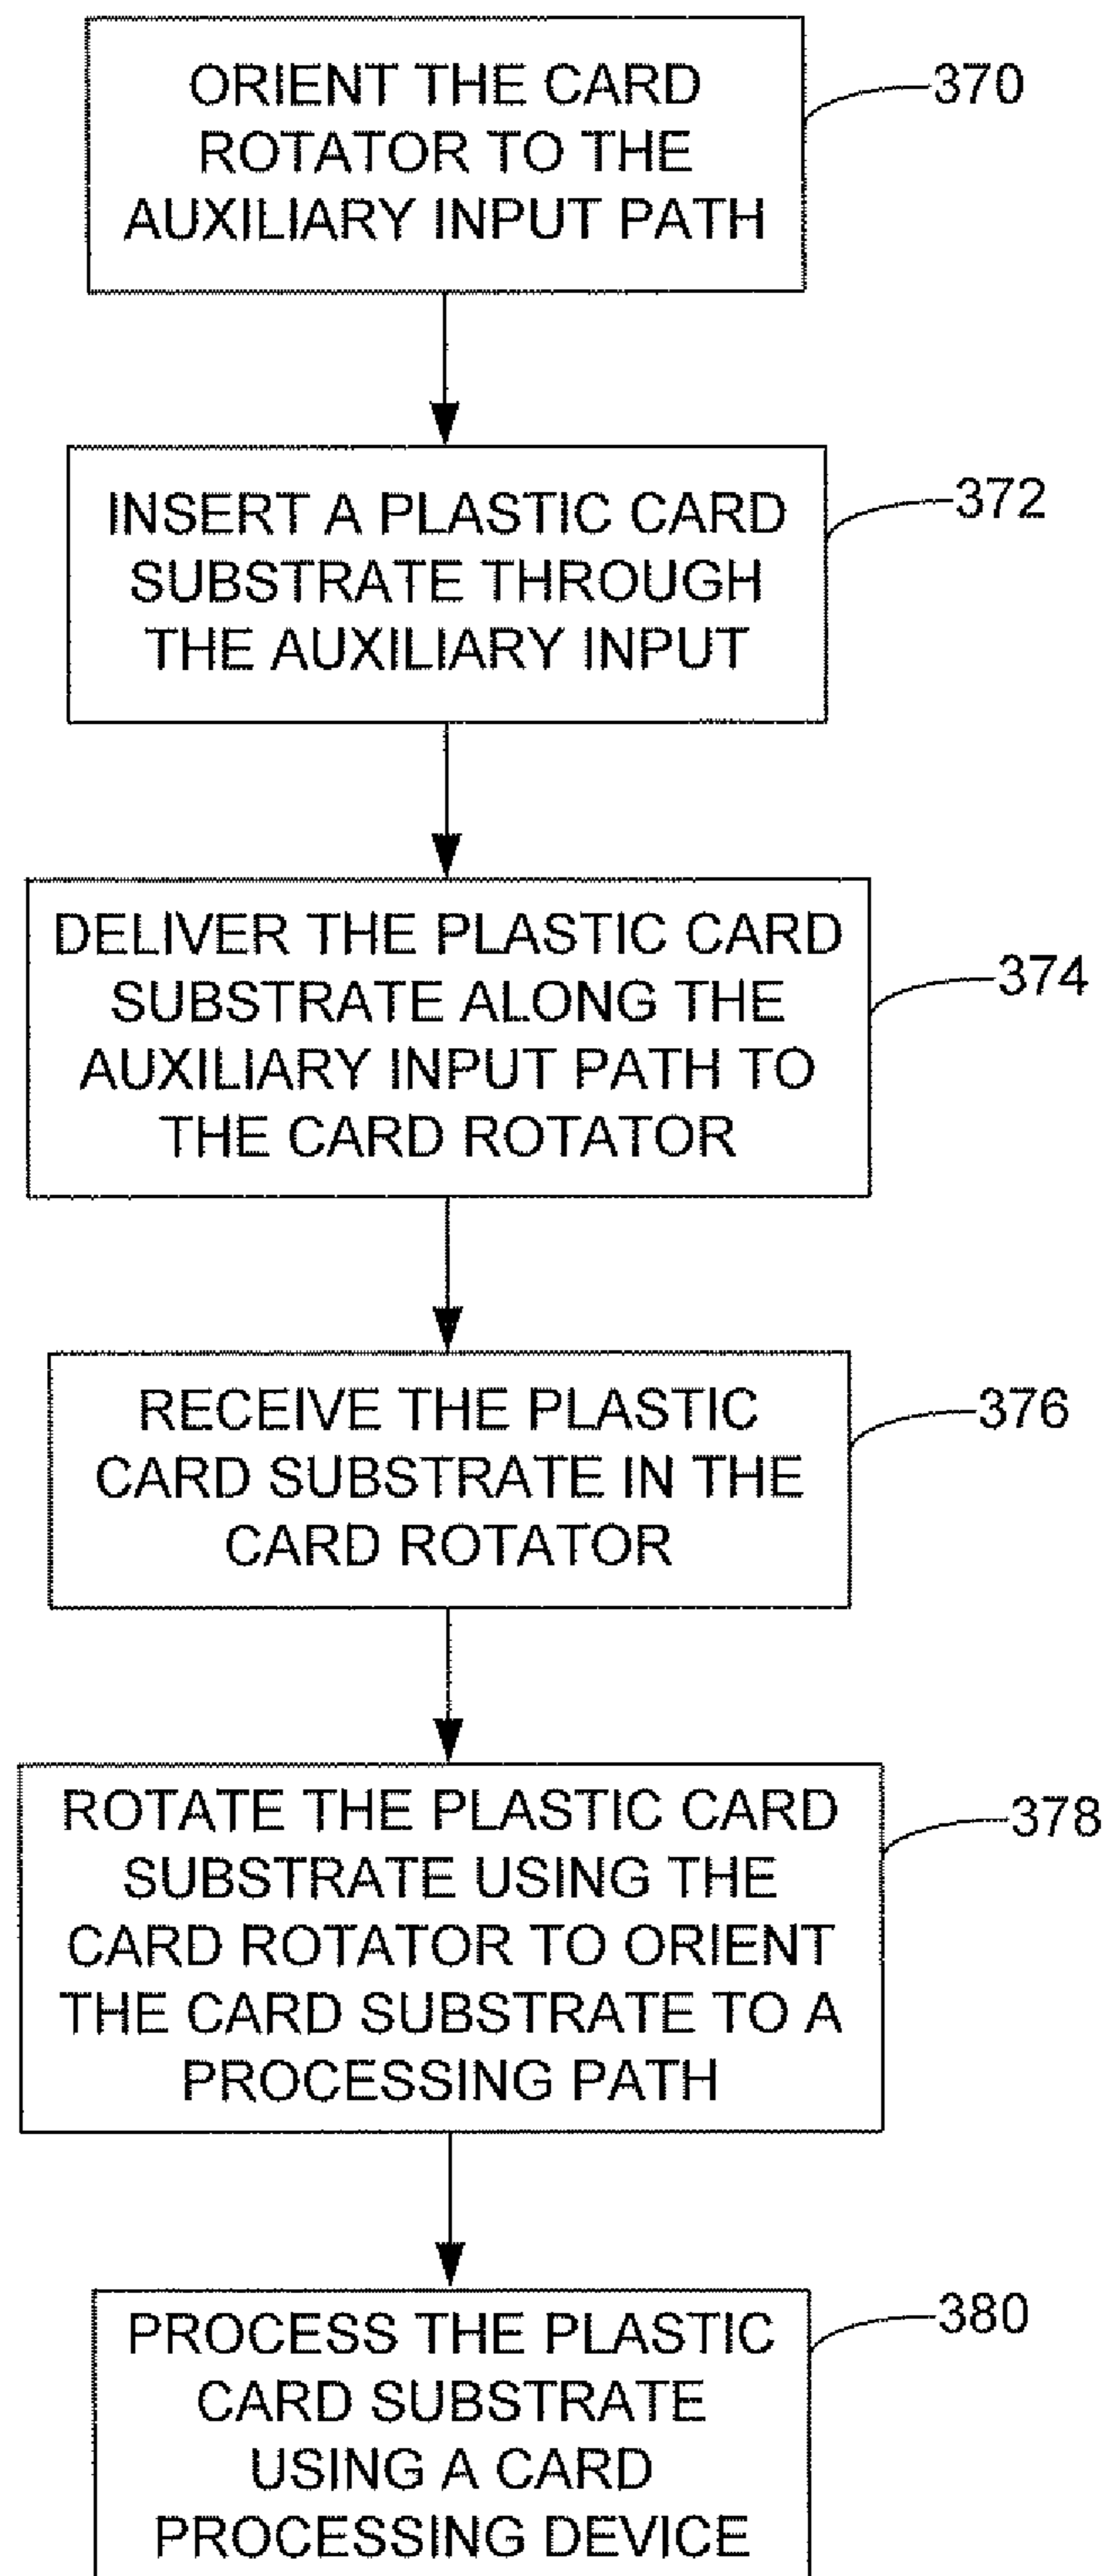 ORIENT THE CARD
ROTATOR TO THE
AUXILIARY INPUT PATH
370
INSERT A PLASTIC CARD
SUBSTRATE THROUGH
THE AUXILIARY INPUT
372
DELIVER THE PLASTIC CARD
SUBSTRATE ALONG THE
AUXILIARY INPUT PATH TO
THE CARD ROTATOR
374
RECEIVE THE PLASTIC
CARD SUBSTRATE IN THE
CARD ROTATOR
376
ROTATE THE PLASTIC CARD
SUBSTRATE USING THE
CARD ROTATOR TO ORIENT
THE CARD SUBSTRATE TO A
PROCESSING PATH
378
PROCESS THE PLASTIC
CARD SUBSTRATE
USING A CARD
PROCESSING DEVICE
380